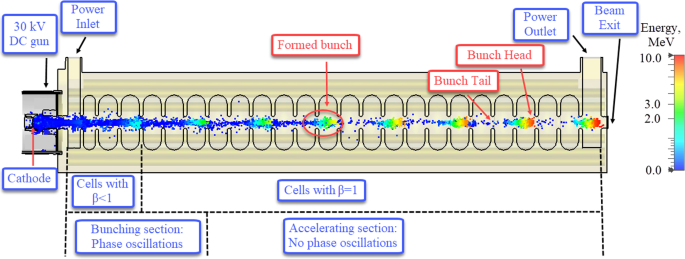 30 kV
DC gun
Power
Inlet
Formed bunch
Power
Outlet
Beam
Exit
Energy,
MeV
Bunch Head
Bunch Tail
10.0
3.0
2.0
0.0
Cathode
Cells with
β<1
Cells with β=1
Bunching section:
Phase oscillations
Accelerating section:
No phase oscillations